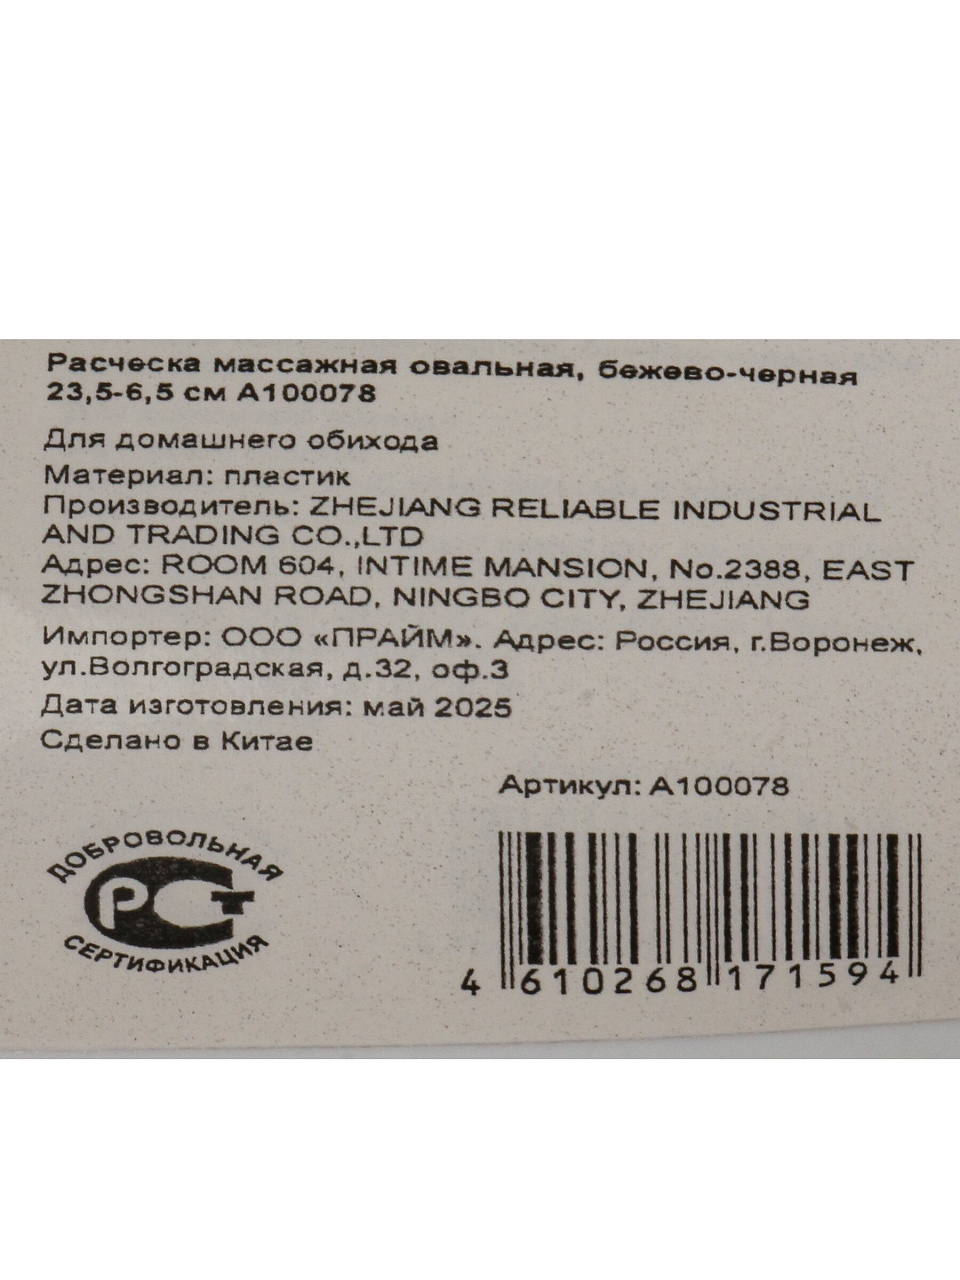 Расческа массажная овальная, бежево-черная
23,5-6,5 см А100078
Для домашнего обихода
Материал: пластик
Производитель: ZHEJIANG RELIABLE INDUSTRIAL
AND TRADING CO.,LTD
Адрес: ROOM 604, INTIME MANSION, No.2388, EAST
ZHONGSHAN ROAD, NINGBO CITY, ZHEJIANG
Импортер: ООО «ПРАЙМ». Адрес: Россия, г.Воронеж,
ул.Волгоградская, д.32, оф.3
Дата изготовления: май 2025
Сделано в Китае
Артикул: А100078
ДОБРОВОЛЬНАЯ
РСТ
СЕРТИФИКАЦИЯ
4 610268 171594